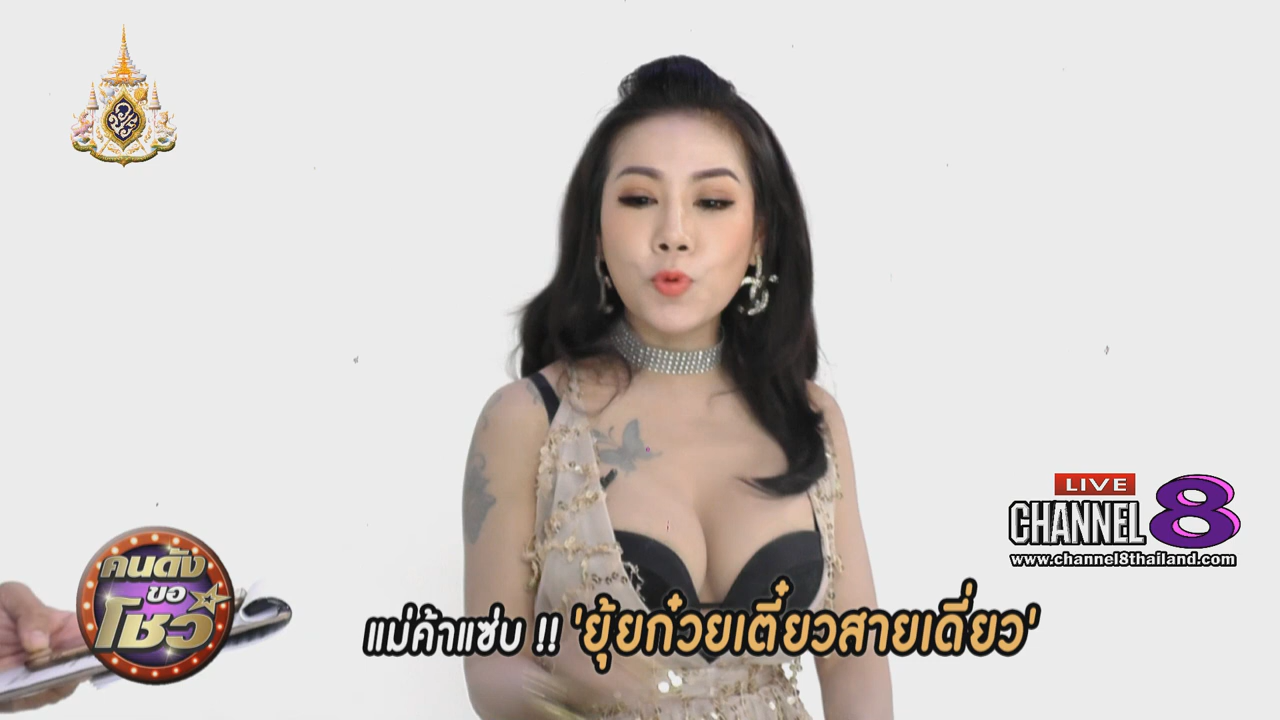 LIVE
CHANNEL 8
www.channel8thailand.com
คนดัง
ขอ
โชว์
แม่ค้าแซ่บ !! 'ยุ้ยก๋วยเตี๋ยวสายเดี่ยว'